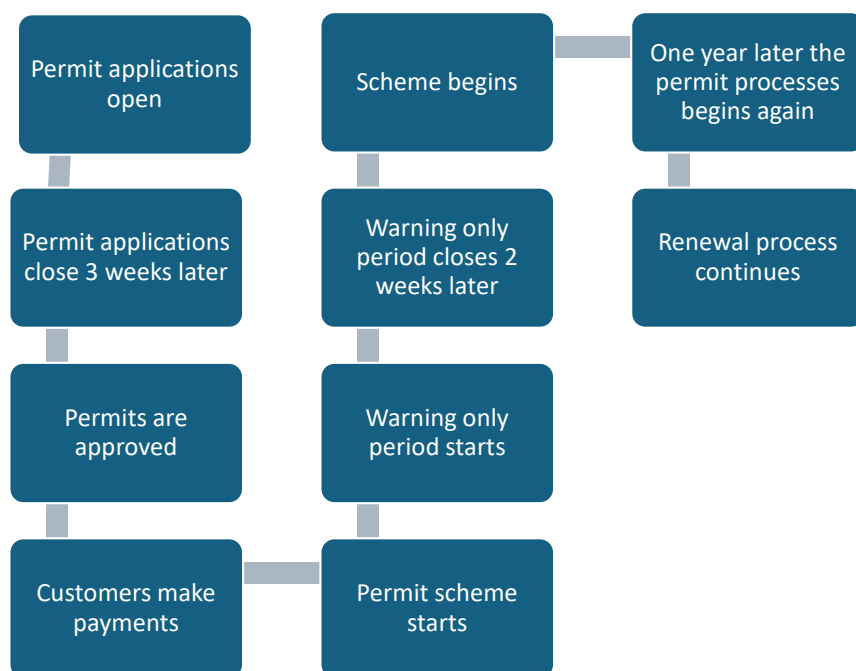 Permit applications
open
Permit applications
close 3 weeks later
Permits are
approved
Customers make
payments
Permit scheme
starts
Warning only
period starts
Warning only
period closes 2
weeks later
Scheme begins
One year later the
permit processes
begins again
Renewal process
continues